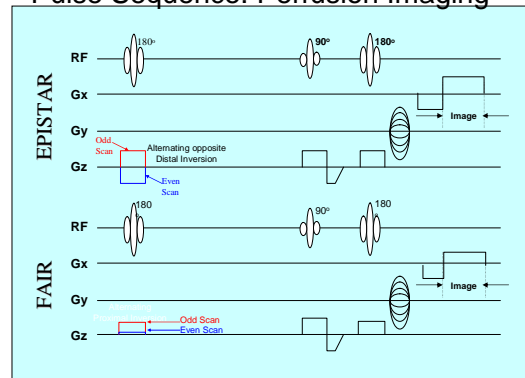 Pulse Sequence: Perfusion Imaging
EPISTAR
RF
180°
90°
180°
Gx
Image
Gy
Odd
Scan
Alternating opposite
Distal Inversion
Gz
Even
Scan
FAIR
RF
180
90°
180
Gx
Image
Gy
Odd Scan
Even Scan
Gz